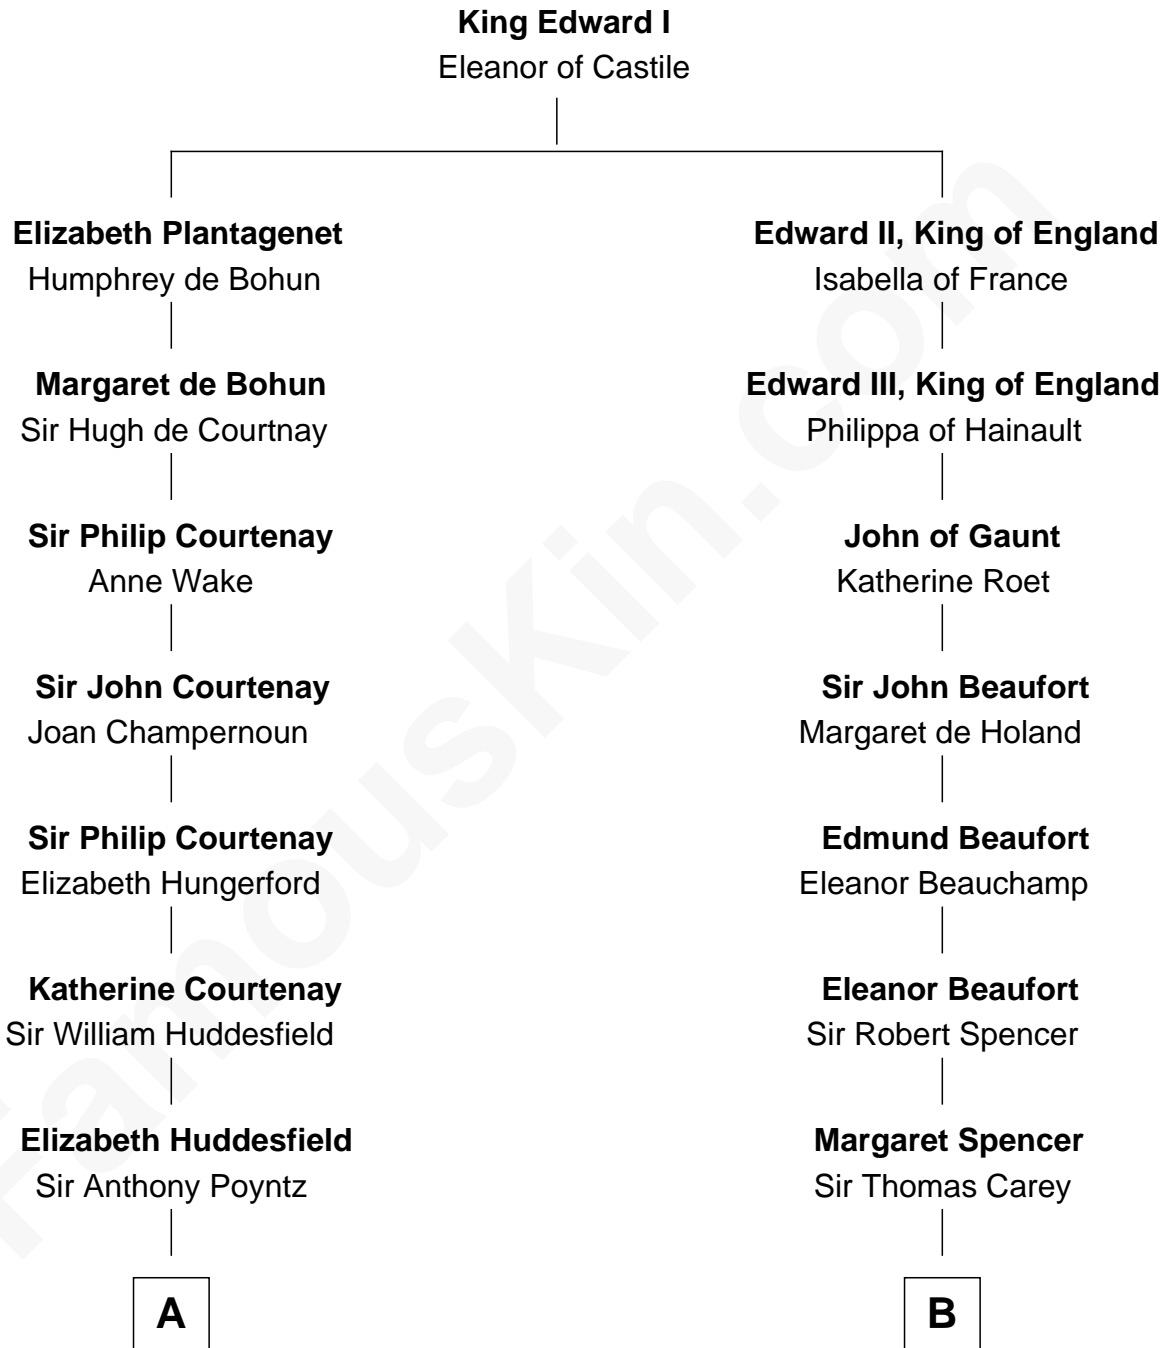 King Edward I
Eleanor of Castile
Elizabeth Plantagenet
Humphrey de Bohun
Edward II, King of England
Isabella of France
Margaret de Bohun
Sir Hugh de Courtnay
Edward III, King of England
Philippa of Hainault
Sir Philip Courtenay
Anne Wake
John of Gaunt
Katherine Roet
Sir John Courtenay
Joan Champernoun
Sir John Beaufort
Margaret de Holand
Sir Philip Courtenay
Elizabeth Hungerford
Edmund Beaufort
Eleanor Beauchamp
Katherine Courtenay
Sir William Huddesfield
Eleanor Beaufort
Sir Robert Spencer
Elizabeth Huddesfield
Sir Anthony Poyntz
Margaret Spencer
Sir Thomas Carey
A
B
FamousKin.com